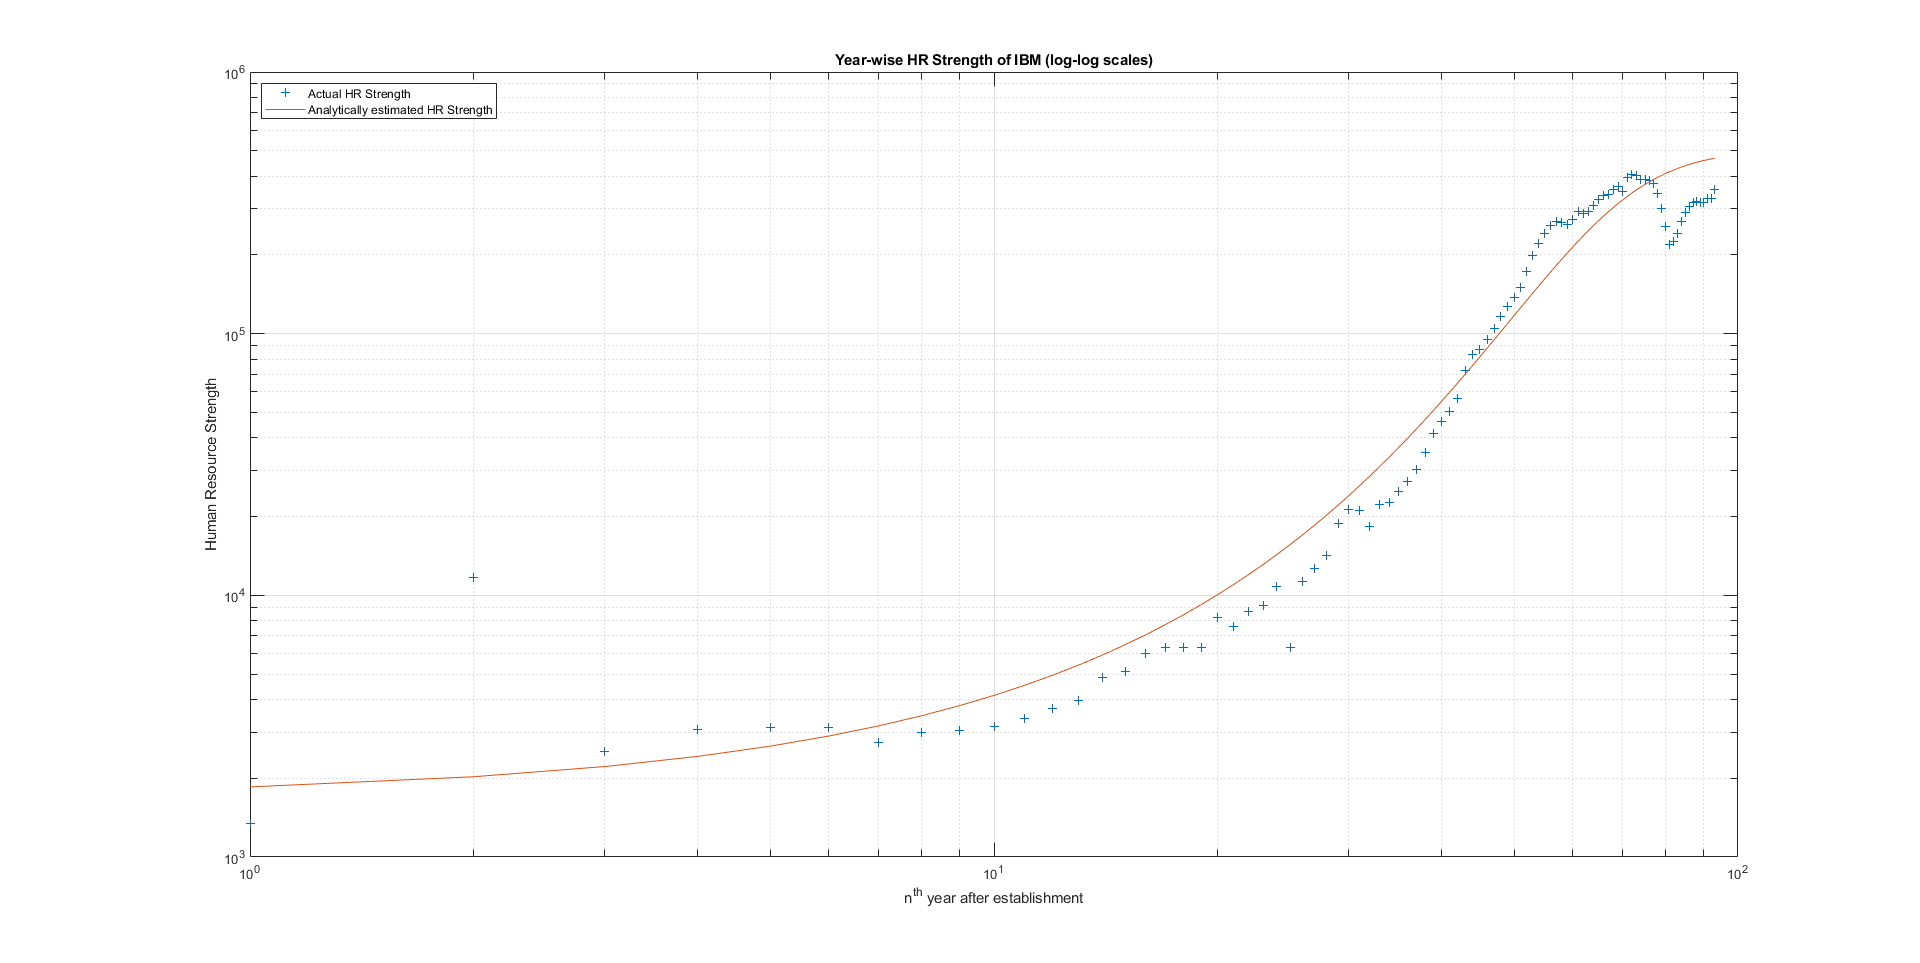 Year-wise HR Strength of IBM (log-log scales)
Actual HR Strength
Analytically estimated HR Strength
10^6
10^5
10^4
10^3
Human Resource Strength
10^0 10^1 10^2
n^th year after establishment